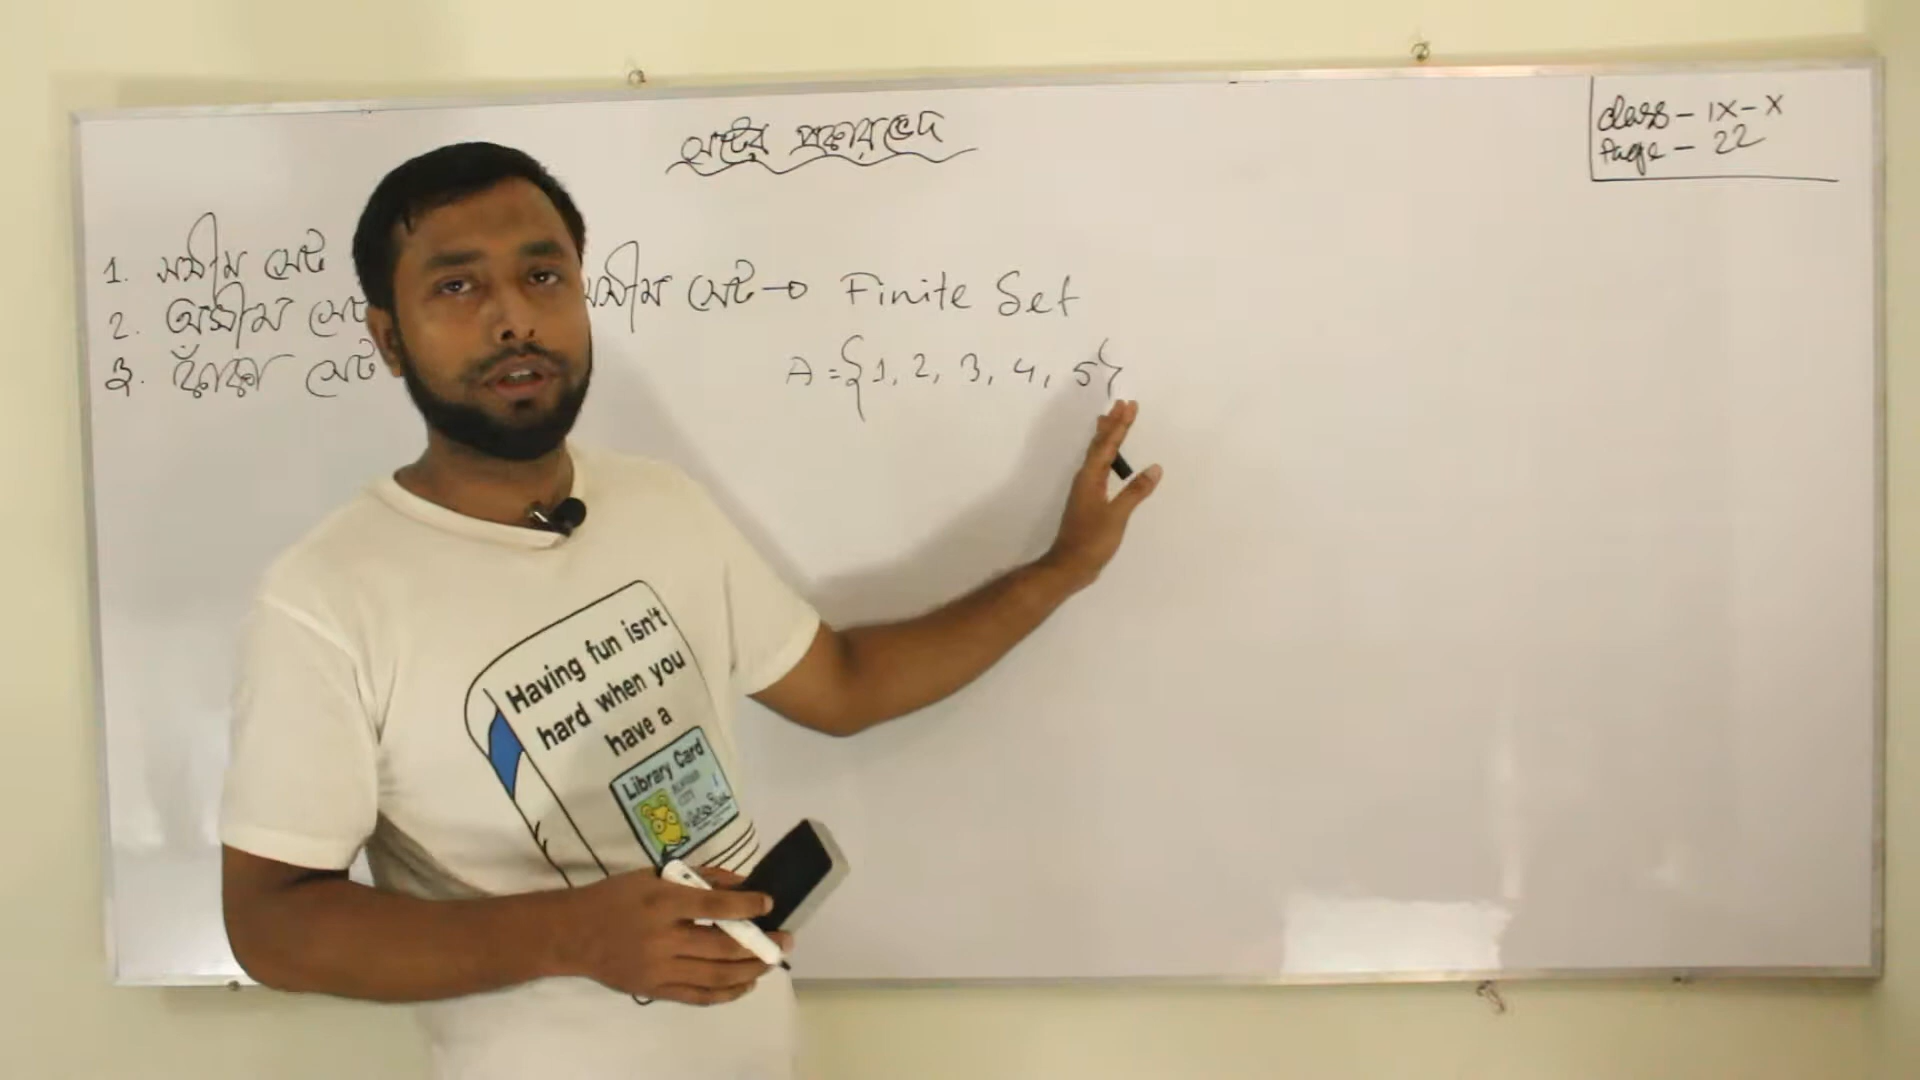 সেটের প্রকারভেদ
class - IX - X
Page - 22
1. সসীম সেট
2. অসীম সেট
3. ফাঁকা সেট
সসীম সেট → Finite Set
A = {1, 2, 3, 4, 5}
Having fun isn't
hard when you
have a
Library Card